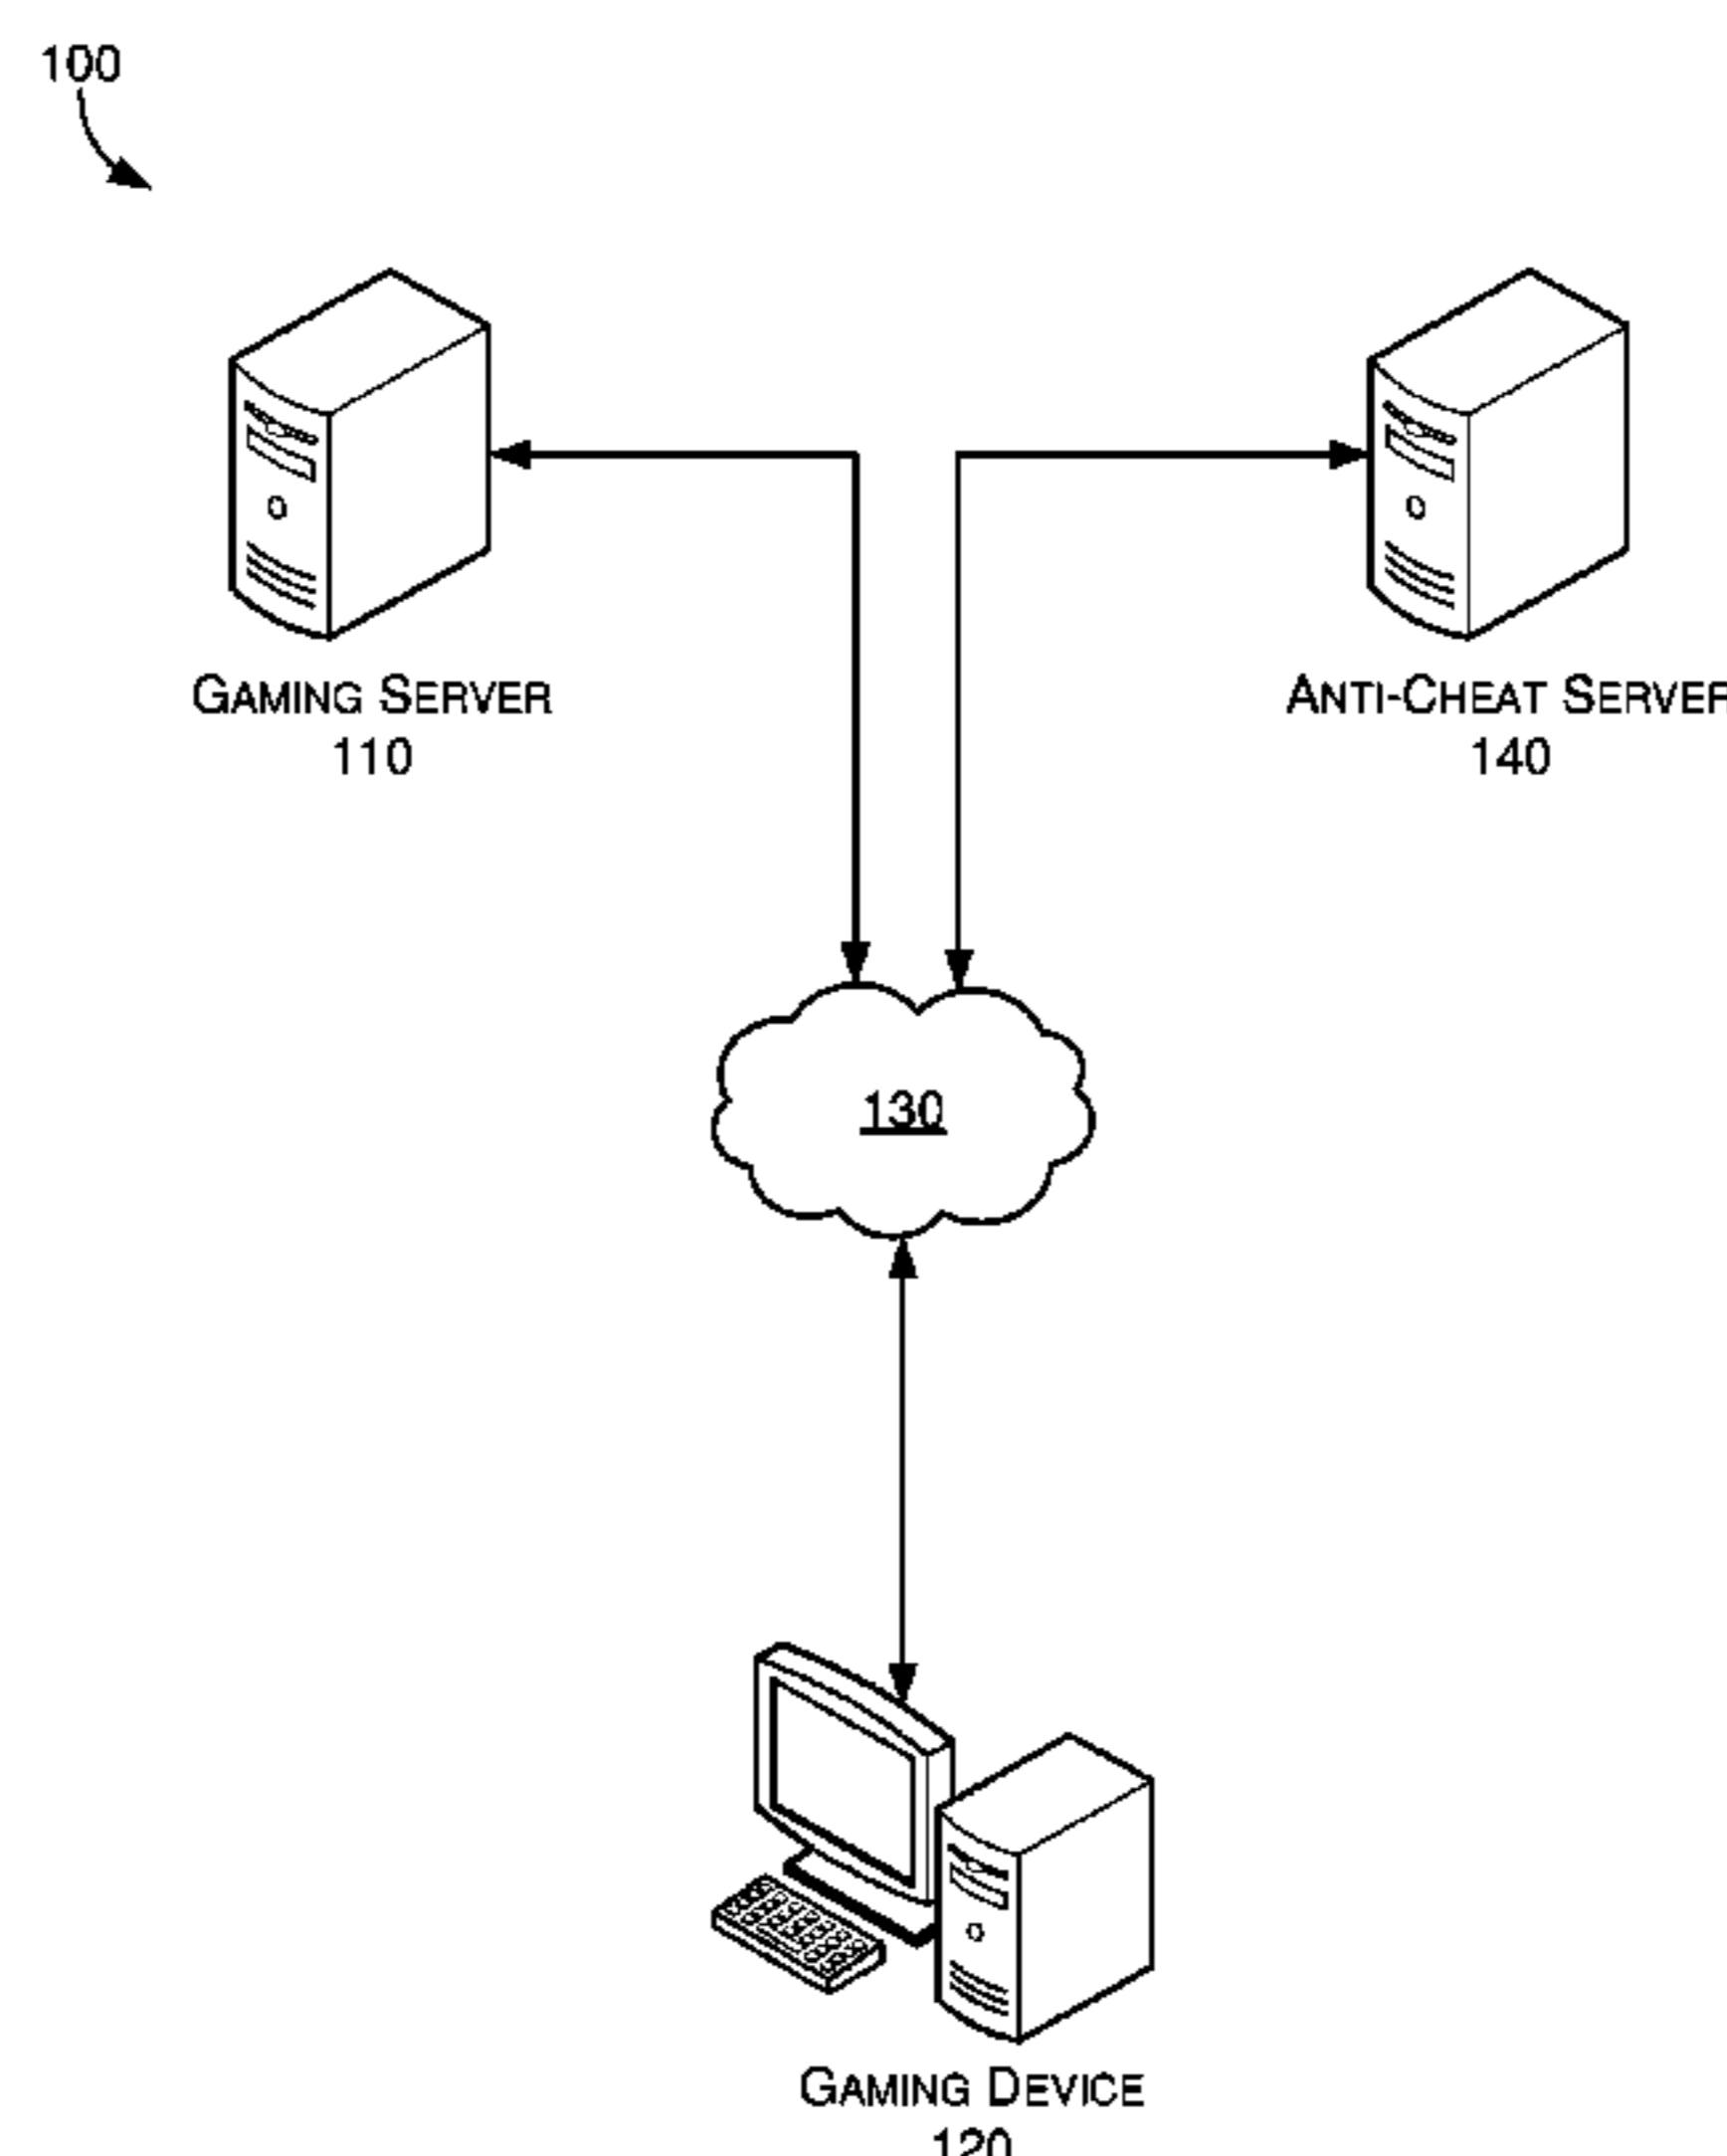 100
GAMING SERVER
110
ANTI-CHEAT SERVER
140
130
GAMING DEVICE
120